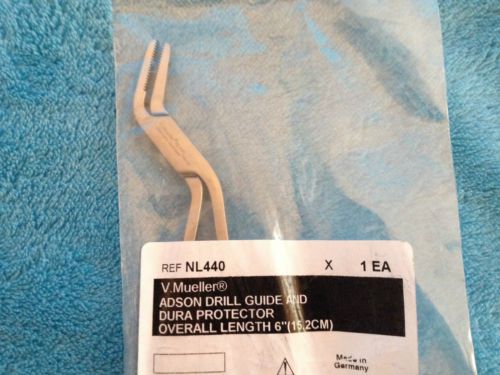 REF NL440 X 1 EA
V.Mueller®
ADSON DRILL GUIDE AND
DURA PROTECTOR
OVERALL LENGTH 6"(15,2CM)
Made in
Germany